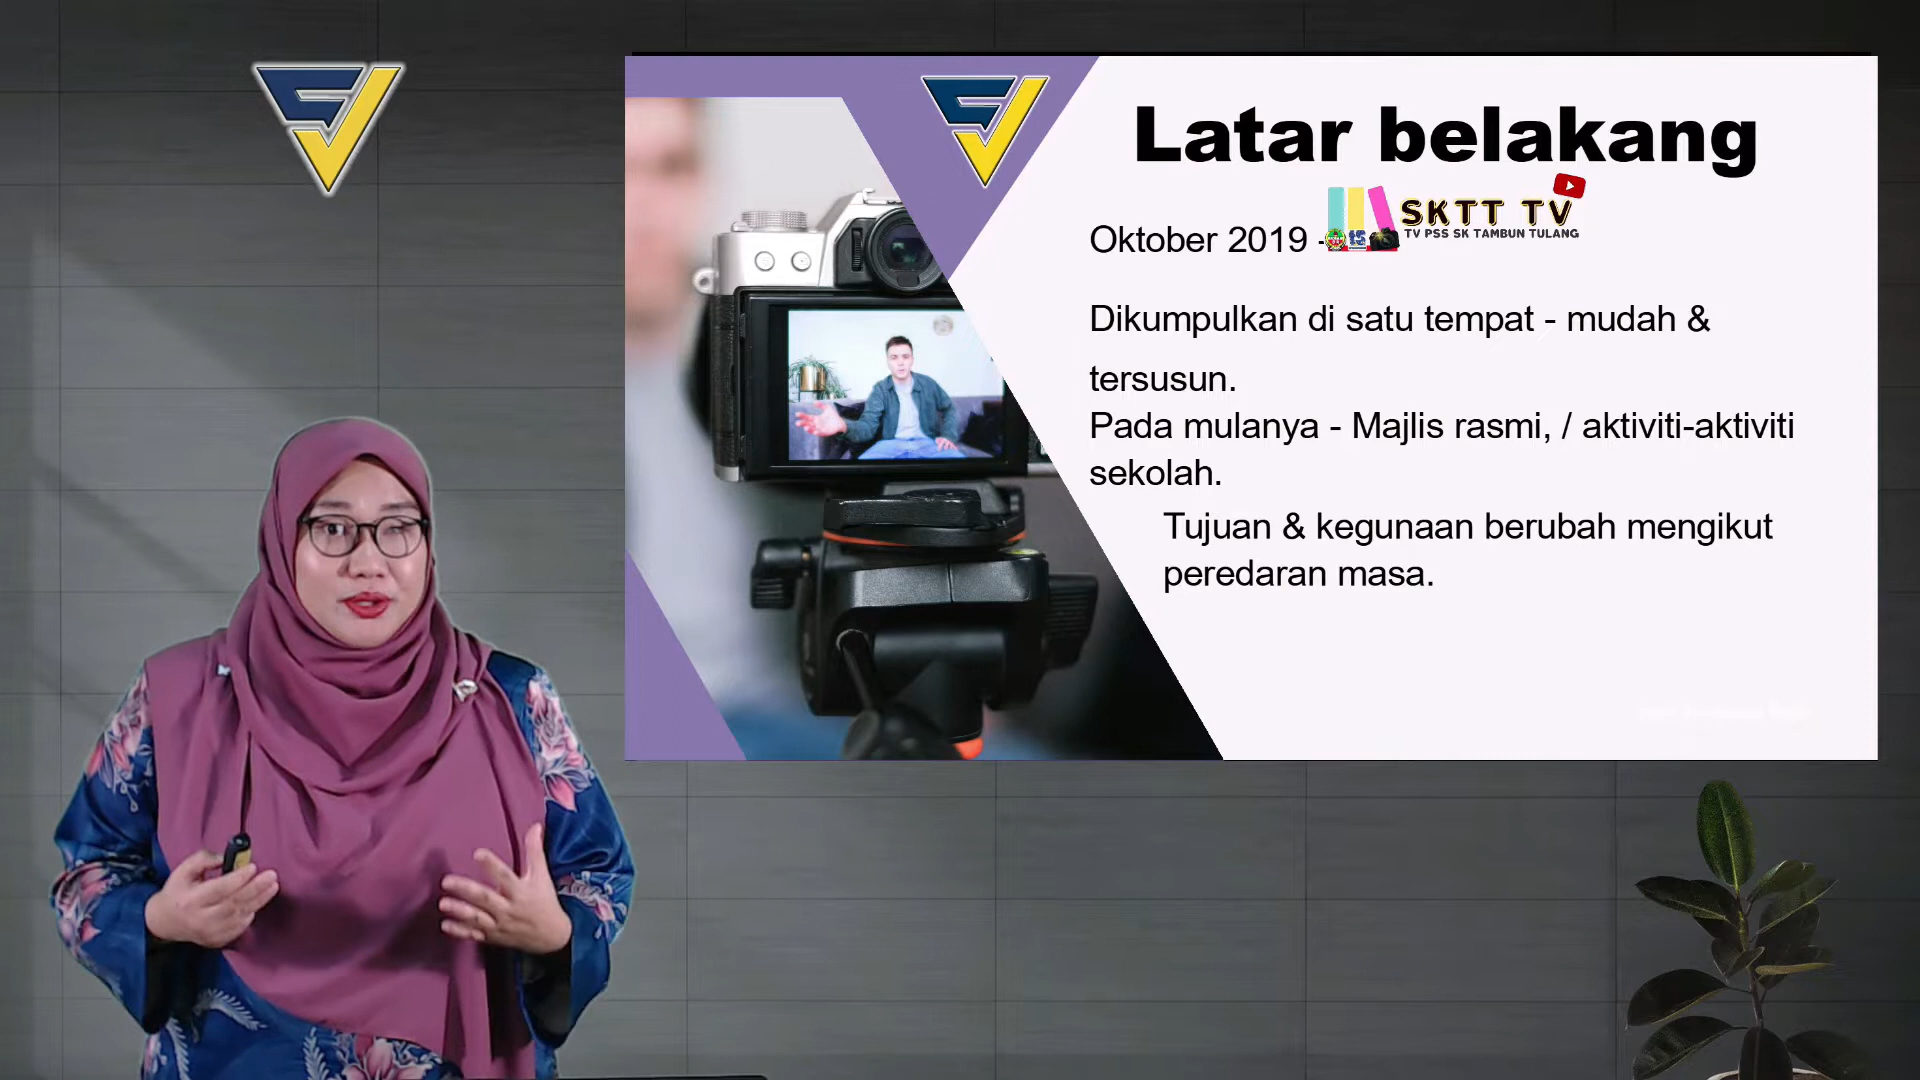 Latar belakang
SKTT TV
TV PSS SK TAMBUN TULANG
Oktober 2019 -
Dikumpulkan di satu tempat - mudah &
tersusun.
Pada mulanya - Majlis rasmi, / aktiviti-aktiviti
sekolah.
Tujuan & kegunaan berubah mengikut
peredaran masa.